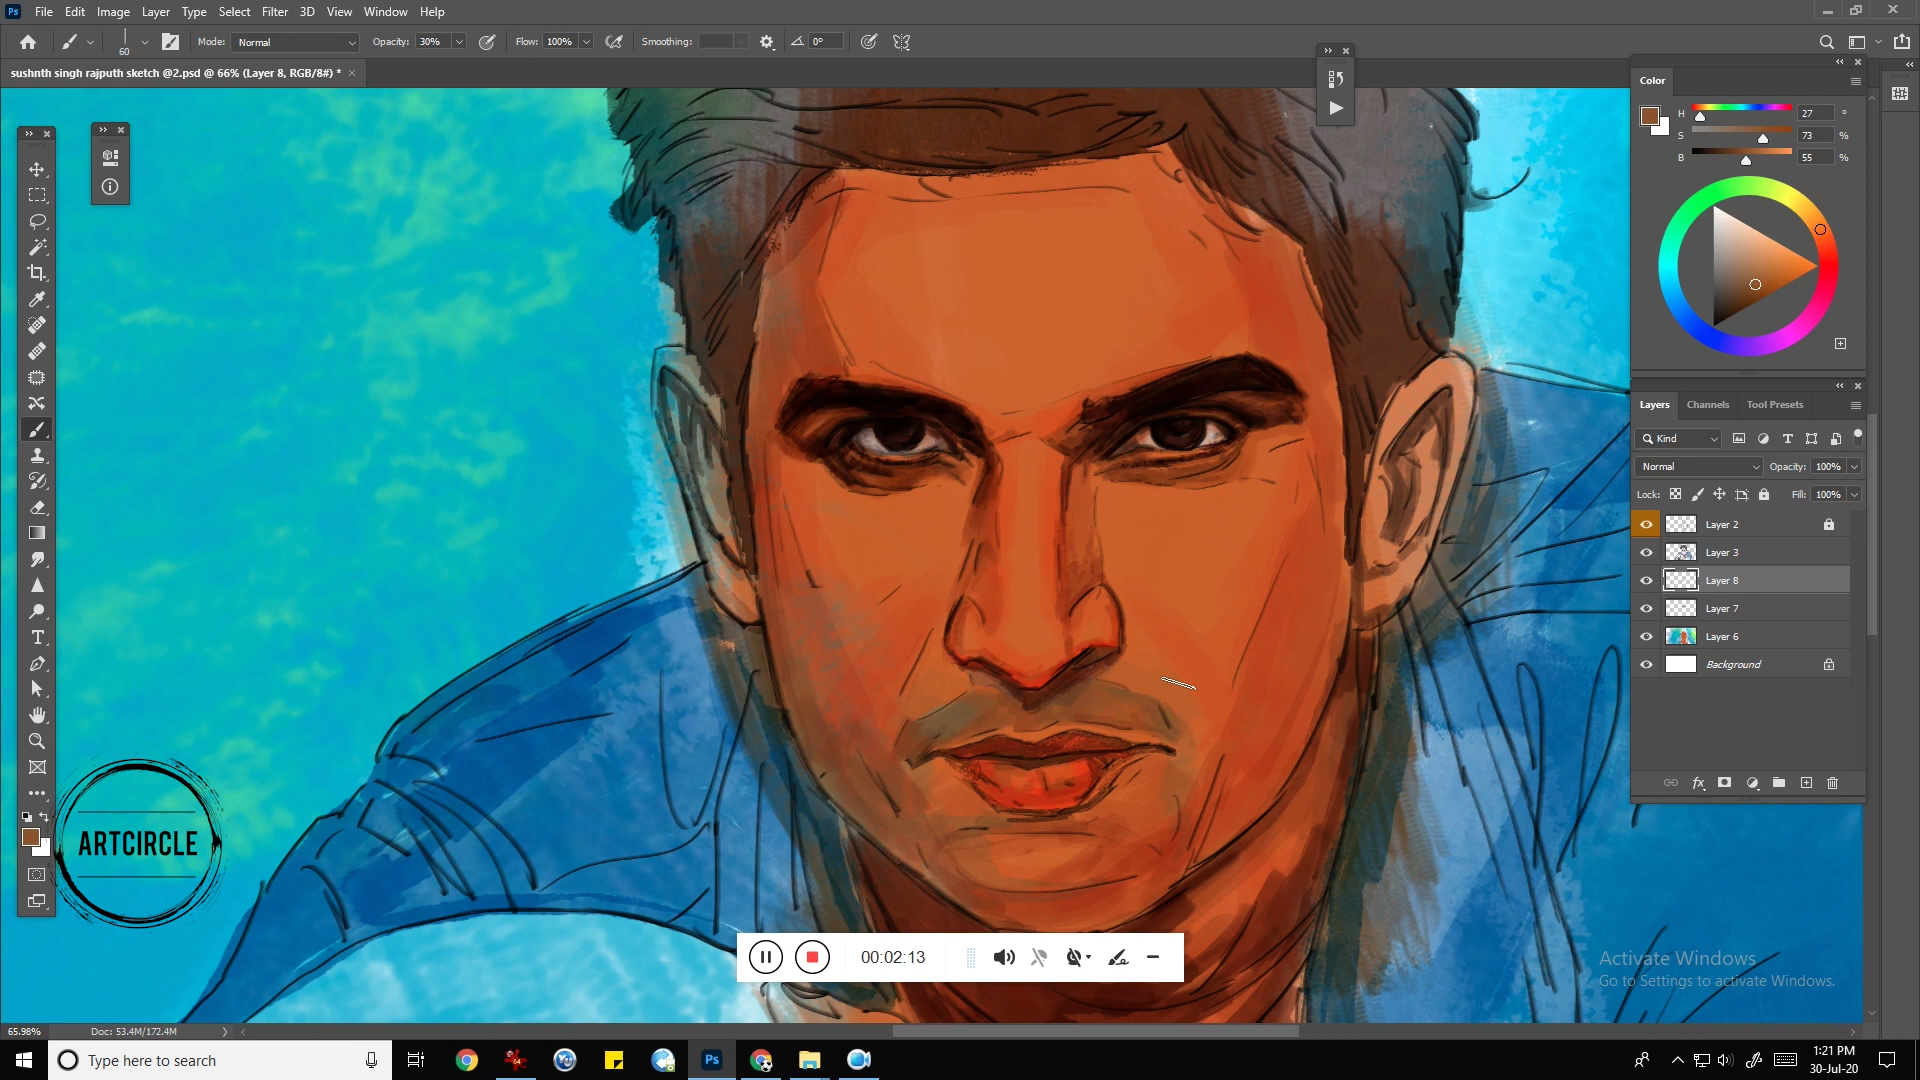 Ps File Edit Image Layer Type Select Filter 3D View Window Help
60 Mode: Normal Opacity: 30% Flow: 100% Smoothing: 0°
sushnth singh rajputh sketch @2.psd @ 66% (Layer 8, RGB/8#) *
Color
H 27 °
S 73 %
B 55 %
Layers Channels Tool Presets
Kind
Normal Opacity: 100%
Lock: Fill: 100%
Layer 2
Layer 3
Layer 8
Layer 7
Layer 6
Background
ARTCIRCLE
00:02:13
Activate Windows
Go to Settings to activate Windows.
65.98% Doc: 53.4M/172.4M
Type here to search
Ps
1:21 PM
30-Jul-20